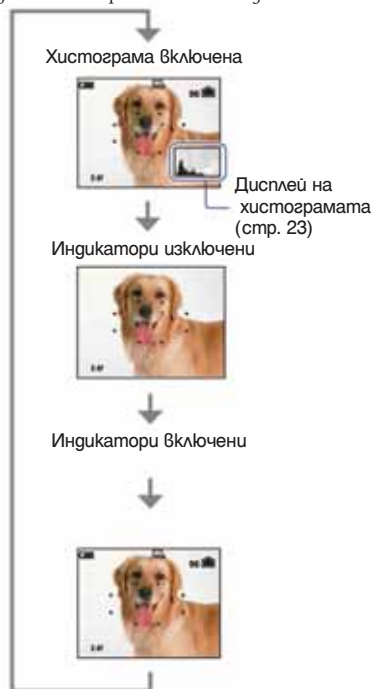 Хистограма включена
Дисплей на
хистограмата
(стр. 23)
Индикатори изключени
Индикатори включени